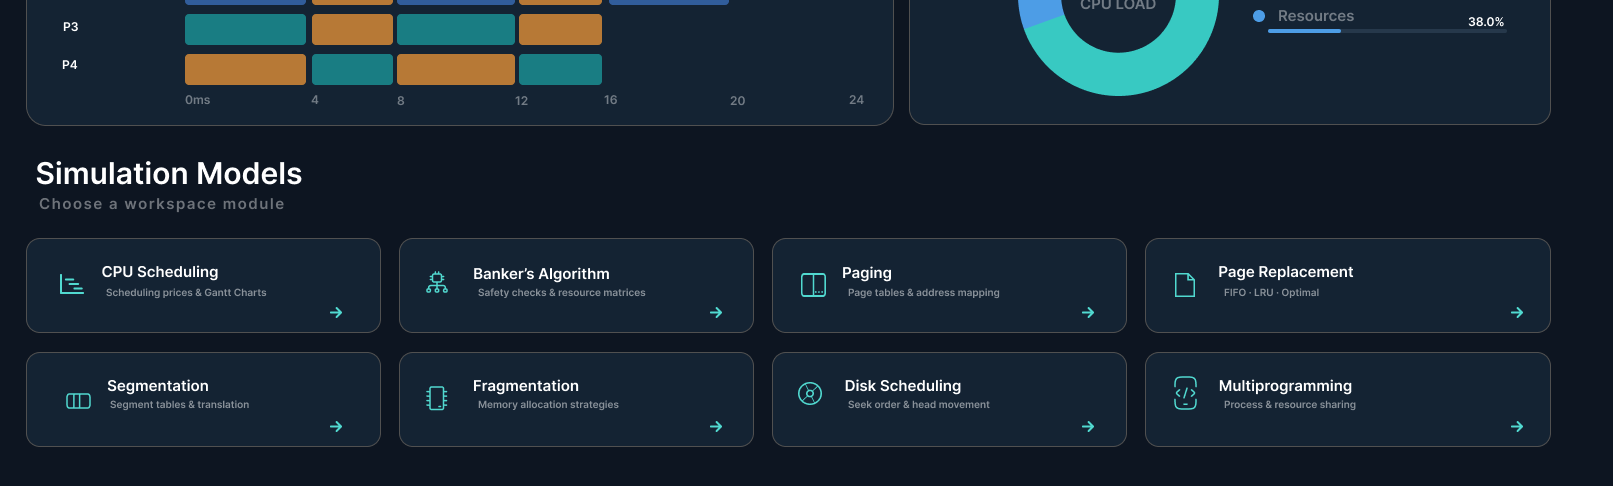 CPU LOAD
Resources
38.0%
P3
P4
0ms 4 8 12 16 20 24
Simulation Models
Choose a workspace module
CPU Scheduling
Scheduling prices & Gantt Charts
Banker’s Algorithm
Safety checks & resource matrices
Paging
Page tables & address mapping
Page Replacement
FIFO · LRU · Optimal
Segmentation
Segment tables & translation
Fragmentation
Memory allocation strategies
Disk Scheduling
Seek order & head movement
Multiprogramming
Process & resource sharing